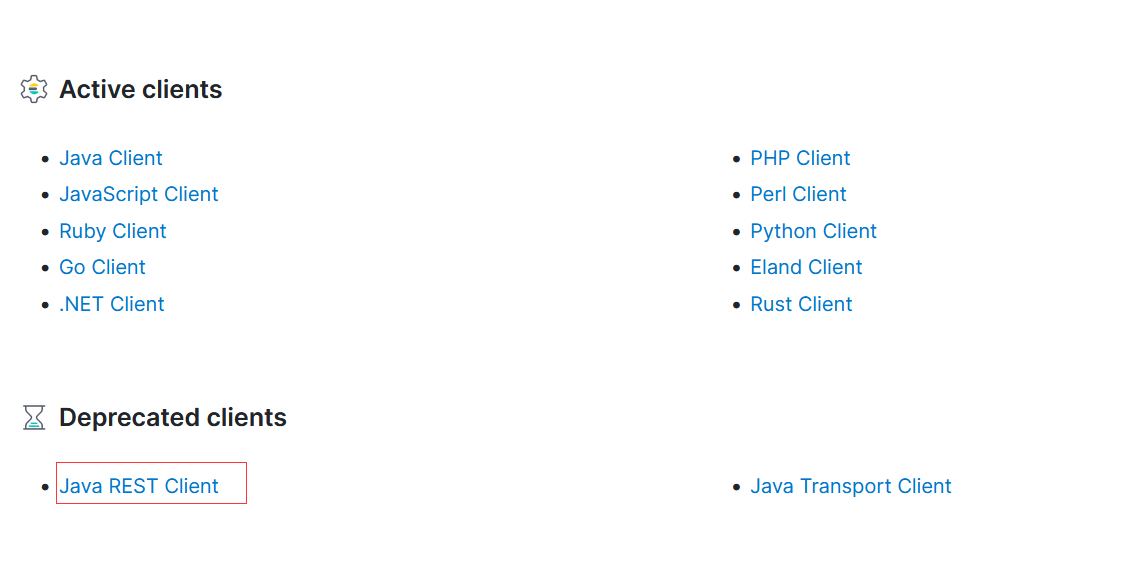 Active clients
Java Client
JavaScript Client
Ruby Client
Go Client
.NET Client
PHP Client
Perl Client
Python Client
Eland Client
Rust Client
Deprecated clients
Java REST Client
Java Transport Client